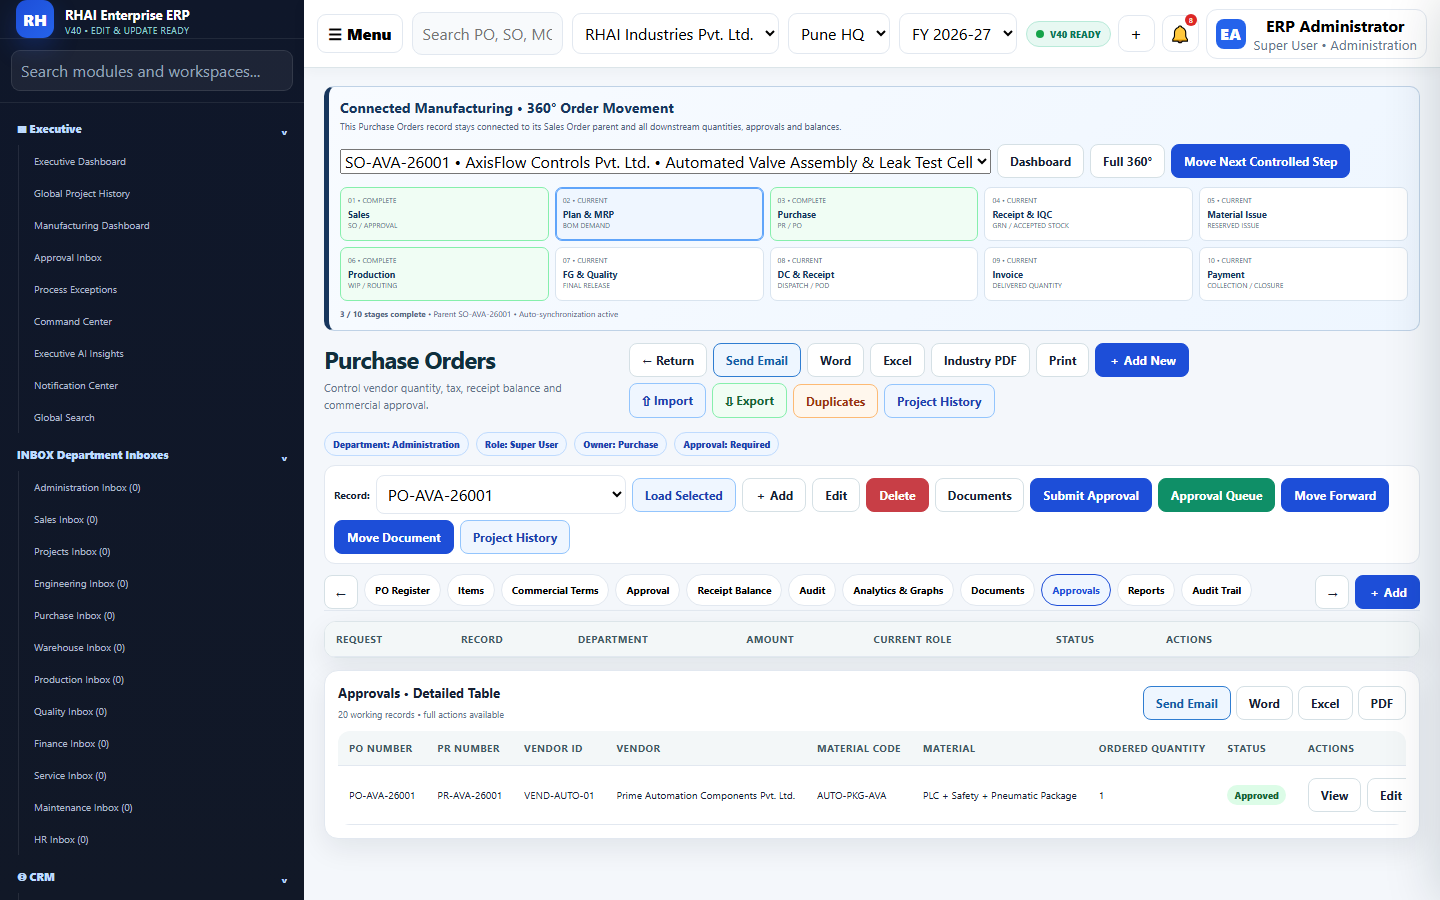 RH
RHAI Enterprise ERP
V40 • EDIT & UPDATE READY
Search modules and workspaces...
Executive
Executive Dashboard
Global Project History
Manufacturing Dashboard
Approval Inbox
Process Exceptions
Command Center
Executive AI Insights
Notification Center
Global Search
INBOX Department Inboxes
Administration Inbox (0)
Sales Inbox (0)
Projects Inbox (0)
Engineering Inbox (0)
Purchase Inbox (0)
Warehouse Inbox (0)
Production Inbox (0)
Quality Inbox (0)
Finance Inbox (0)
Service Inbox (0)
Maintenance Inbox (0)
HR Inbox (0)
CRM
☰ Menu
Search PO, SO, MC
RHAI Industries Pvt. Ltd.
Pune HQ
FY 2026-27
V40 READY
+
8
EA
ERP Administrator
Super User • Administration
Connected Manufacturing • 360° Order Movement
This Purchase Orders record stays connected to its Sales Order parent and all downstream quantities, approvals and balances.
SO-AVA-26001 • AxisFlow Controls Pvt. Ltd. • Automated Valve Assembly & Leak Test Cell
Dashboard
Full 360°
Move Next Controlled Step
01 • COMPLETE
Sales
SO / APPROVAL
02 • CURRENT
Plan & MRP
BOM DEMAND
03 • COMPLETE
Purchase
PR / PO
04 • CURRENT
Receipt & IQC
GRN / ACCEPTED STOCK
05 • CURRENT
Material Issue
RESERVED ISSUE
06 • COMPLETE
Production
WIP / ROUTING
07 • CURRENT
FG & Quality
FINAL RELEASE
08 • CURRENT
DC & Receipt
DISPATCH / POD
09 • CURRENT
Invoice
DELIVERED QUANTITY
10 • CURRENT
Payment
COLLECTION / CLOSURE
3 / 10 stages complete • Parent SO-AVA-26001 • Auto-synchronization active
Purchase Orders
Control vendor quantity, tax, receipt balance and
commercial approval.
← Return
Send Email
Word
Excel
Industry PDF
Print
+ Add New
⇧ Import
⇩ Export
Duplicates
Project History
Department: Administration
Role: Super User
Owner: Purchase
Approval: Required
Record:
PO-AVA-26001
Load Selected
+ Add
Edit
Delete
Documents
Submit Approval
Approval Queue
Move Forward
Move Document
Project History
←
PO Register
Items
Commercial Terms
Approval
Receipt Balance
Audit
Analytics & Graphs
Documents
Approvals
Reports
Audit Trail
→
+ Add
REQUEST RECORD DEPARTMENT AMOUNT CURRENT ROLE STATUS ACTIONS
Approvals • Detailed Table
20 working records • full actions available
Send Email
Word
Excel
PDF
PO NUMBER PR NUMBER VENDOR ID VENDOR MATERIAL CODE MATERIAL ORDERED QUANTITY STATUS ACTIONS
PO-AVA-26001 PR-AVA-26001 VEND-AUTO-01 Prime Automation Components Pvt. Ltd. AUTO-PKG-AVA PLC + Safety + Pneumatic Package 1 Approved View Edit